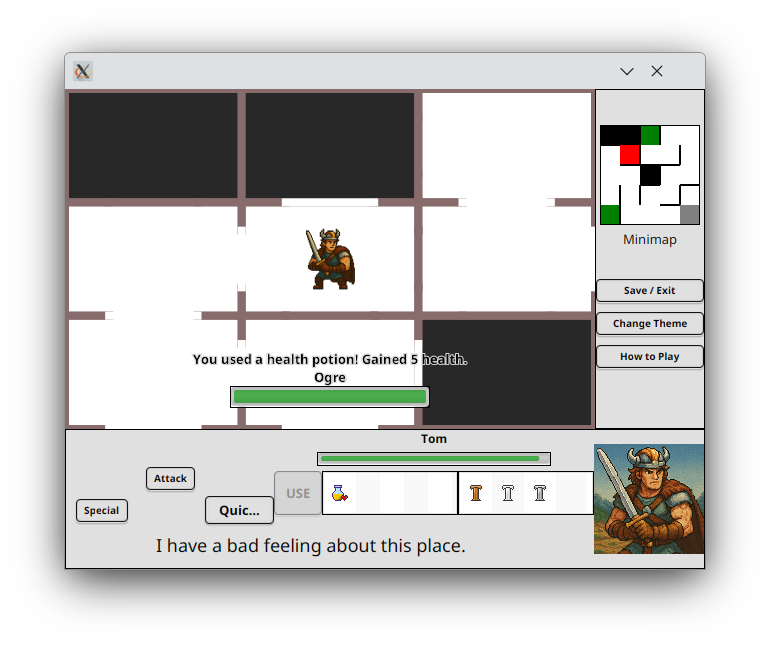 Minimap
Save / Exit
Change Theme
How to Play
You used a health potion! Gained 5 health.
Ogre
Tom
Attack
USE
Special
Quic...
I have a bad feeling about this place.